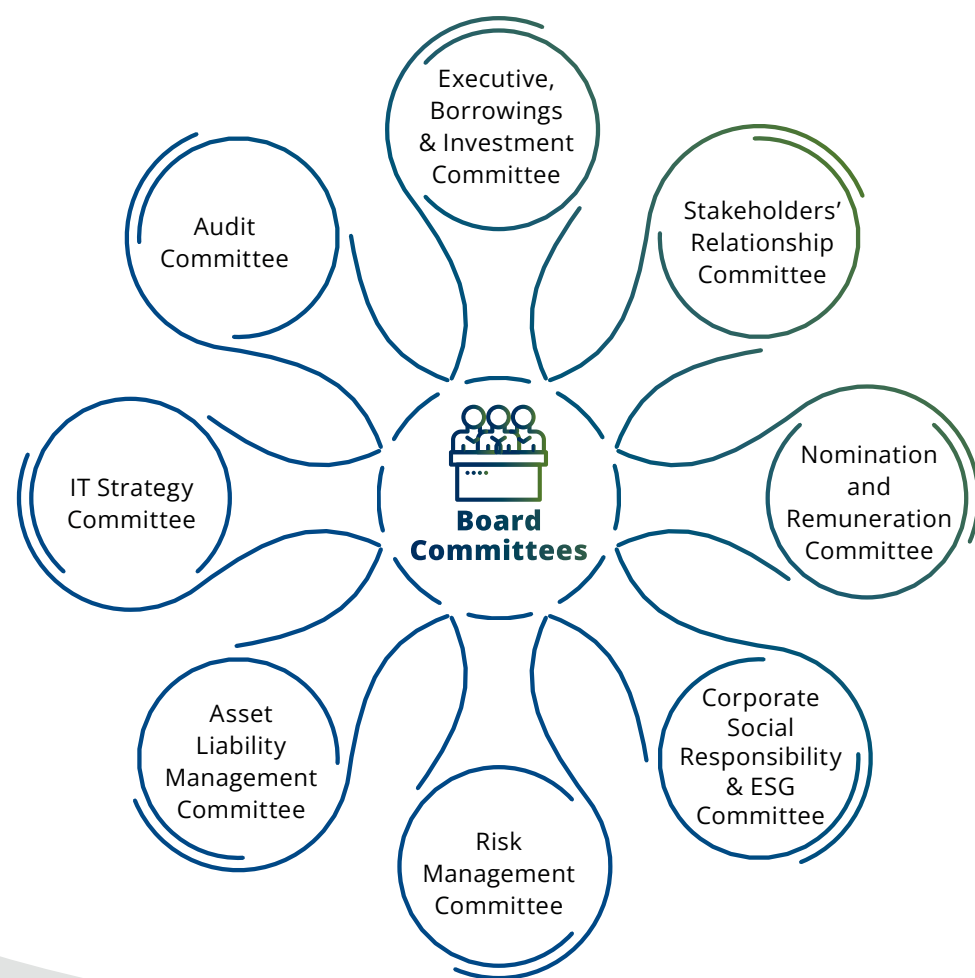 Executive,
Borrowings
& Investment
Committee
Stakeholders’
Relationship
Committee
Nomination
and
Remuneration
Committee
Corporate
Social
Responsibility
& ESG
Committee
Risk
Management
Committee
Asset
Liability
Management
Committee
IT Strategy
Committee
Audit
Committee
Board
Committees